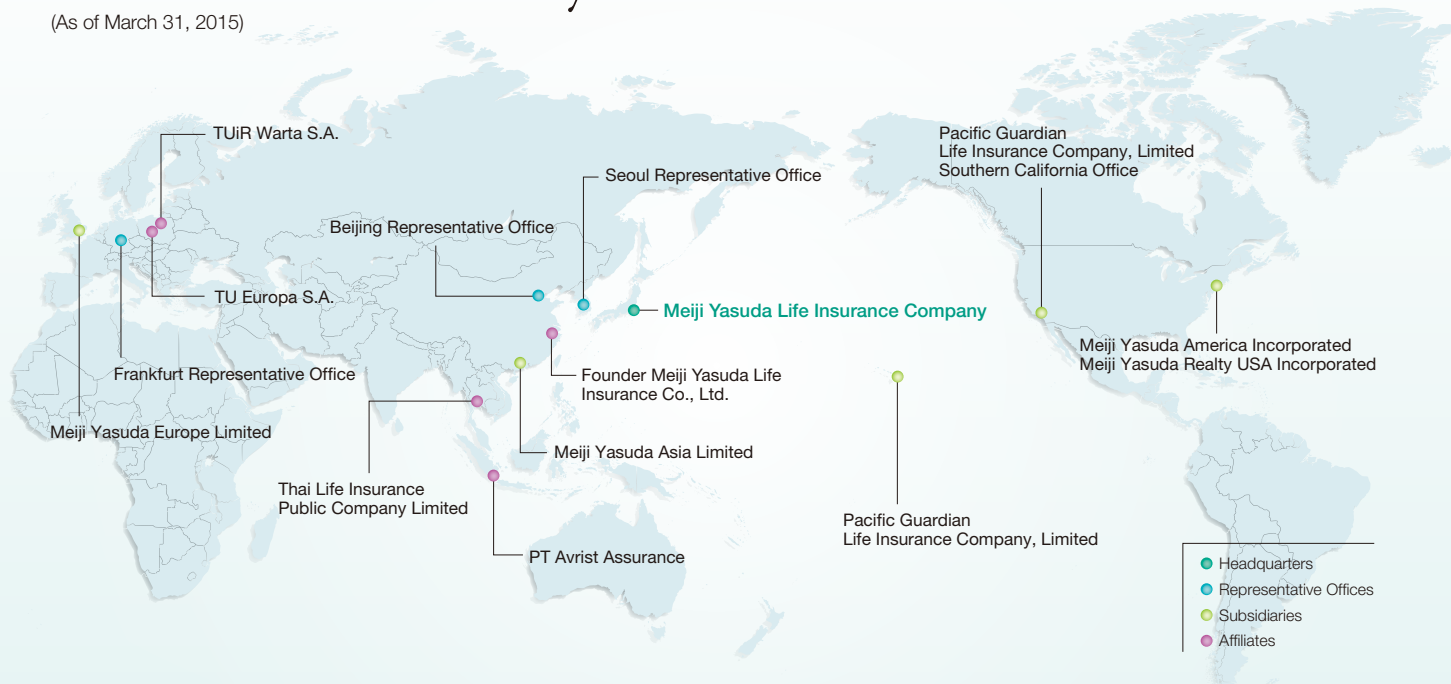 (As of March 31, 2015)
TUiR Warta S.A.
Pacific Guardian
Life Insurance Company, Limited
Southern California Office
Seoul Representative Office
Beijing Representative Office
TU Europa S.A.
Meiji Yasuda Life Insurance Company
Meiji Yasuda America Incorporated
Meiji Yasuda Realty USA Incorporated
Frankfurt Representative Office
Founder Meiji Yasuda Life
Insurance Co., Ltd.
Meiji Yasuda Europe Limited
Meiji Yasuda Asia Limited
Thai Life Insurance
Public Company Limited
Pacific Guardian
Life Insurance Company, Limited
PT Avrist Assurance
Headquarters
Representative Offices
Subsidiaries
Affiliates